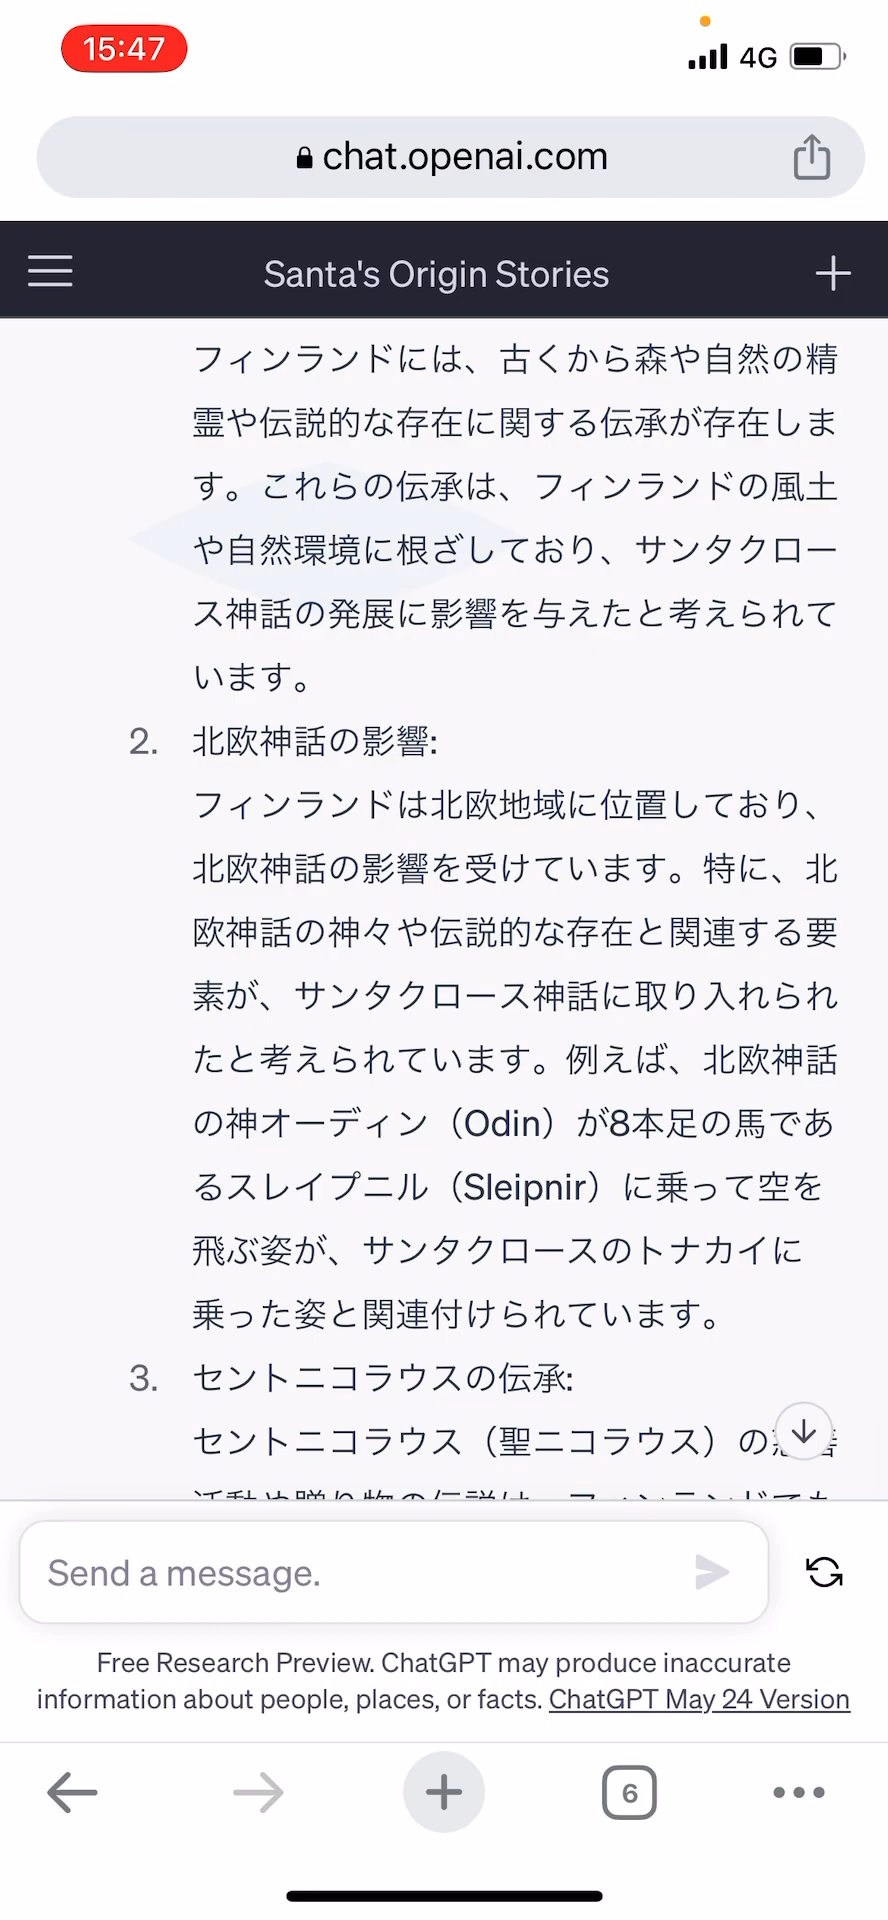 15:47
4G
chat.openai.com
Santa's Origin Stories
フィンランドには、古くから森や自然の精
霊や伝説的な存在に関する伝承が存在しま
す。これらの伝承は、フィンランドの風土
や自然環境に根ざしており、サンタクロー
ス神話の発展に影響を与えたと考えられて
います。
2. 北欧神話の影響:
フィンランドは北欧地域に位置しており、
北欧神話の影響を受けています。特に、北
欧神話の神々や伝説的な存在と関連する要
素が、サンタクロース神話に取り入れられ
たと考えられています。例えば、北欧神話
の神オーディン（Odin）が8本足の馬であ
るスレイプニル（Sleipnir）に乗って空を
飛ぶ姿が、サンタクロースのトナカイに
乗った姿と関連付けられています。
3. セントニコラウスの伝承:
セントニコラウス（聖ニコラウス）の
Send a message.
Free Research Preview. ChatGPT may produce inaccurate
information about people, places, or facts. ChatGPT May 24 Version
6